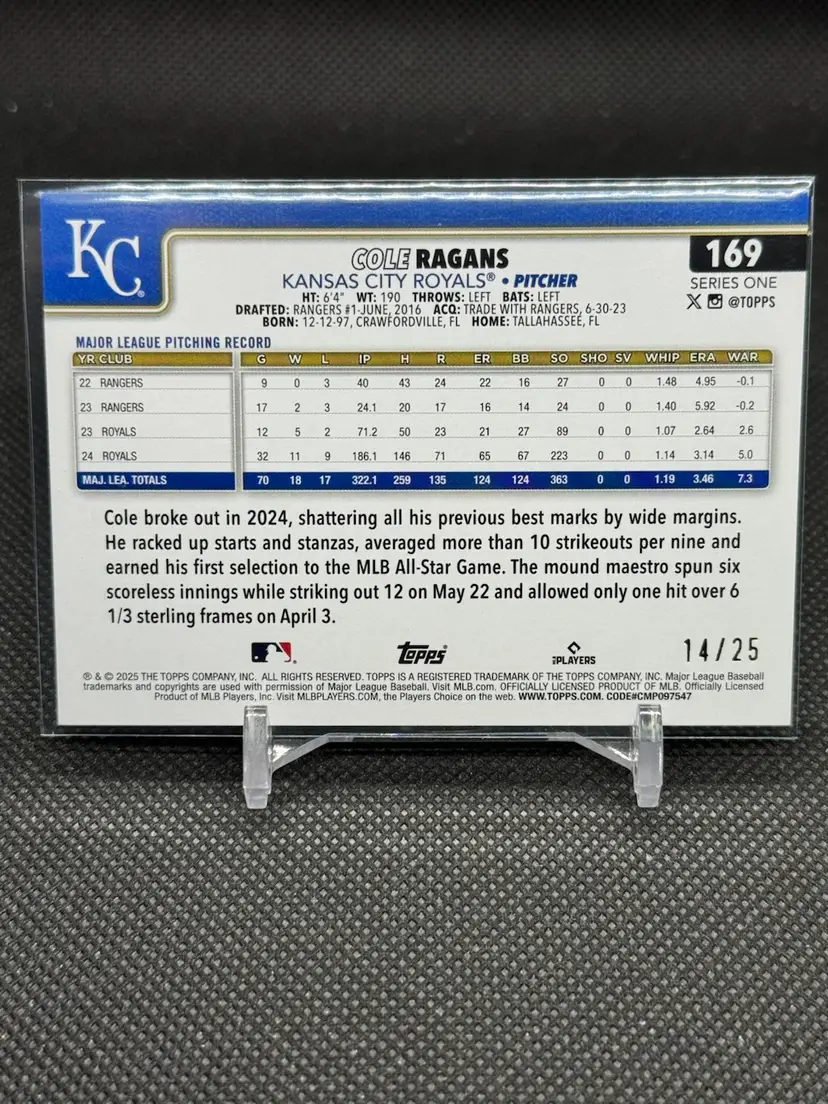 KC
COLE RAGANS
169
KANSAS CITY ROYALS® • PITCHER
SERIES ONE
HT: 6'4" WT: 190 THROWS: LEFT BATS: LEFT
X @TOPPS
DRAFTED: RANGERS #1-JUNE, 2016 ACQ: TRADE WITH RANGERS, 6-30-23
BORN: 12-12-97, CRAWFORDVILLE, FL HOME: TALLAHASSEE, FL
MAJOR LEAGUE PITCHING RECORD
YR CLUB G W L IP H R ER BB SO SHO SV WHIP ERA WAR
22 RANGERS 9 0 3 40 43 24 22 16 27 0 0 1.48 4.95 -0.1
23 RANGERS 17 2 3 24.1 20 17 16 14 24 0 0 1.40 5.92 -0.2
23 ROYALS 12 5 2 71.2 50 23 21 27 89 0 0 1.07 2.64 2.6
24 ROYALS 32 11 9 186.1 146 71 65 67 223 0 0 1.14 3.14 5.0
MAJ. LEA. TOTALS 70 18 17 322.1 259 135 124 124 363 0 0 1.19 3.46 7.3
Cole broke out in 2024, shattering all his previous best marks by wide margins.
He racked up starts and stanzas, averaged more than 10 strikeouts per nine and
earned his first selection to the MLB All-Star Game. The mound maestro spun six
scoreless innings while striking out 12 on May 22 and allowed only one hit over 6
1/3 sterling frames on April 3.
topps
PLAYERS
14/25
® & © 2025 THE TOPPS COMPANY, INC. ALL RIGHTS RESERVED. TOPPS IS A REGISTERED TRADEMARK OF THE TOPPS COMPANY, INC. Major League Baseball
trademarks and copyrights are used with permission of Major League Baseball. Visit MLB.com. OFFICIALLY LICENSED PRODUCT OF MLB. Officially Licensed
Product of MLB Players, Inc. Visit MLBPLAYERS.COM, the Players Choice on the web. WWW.TOPPS.COM. CODE#CMP097547